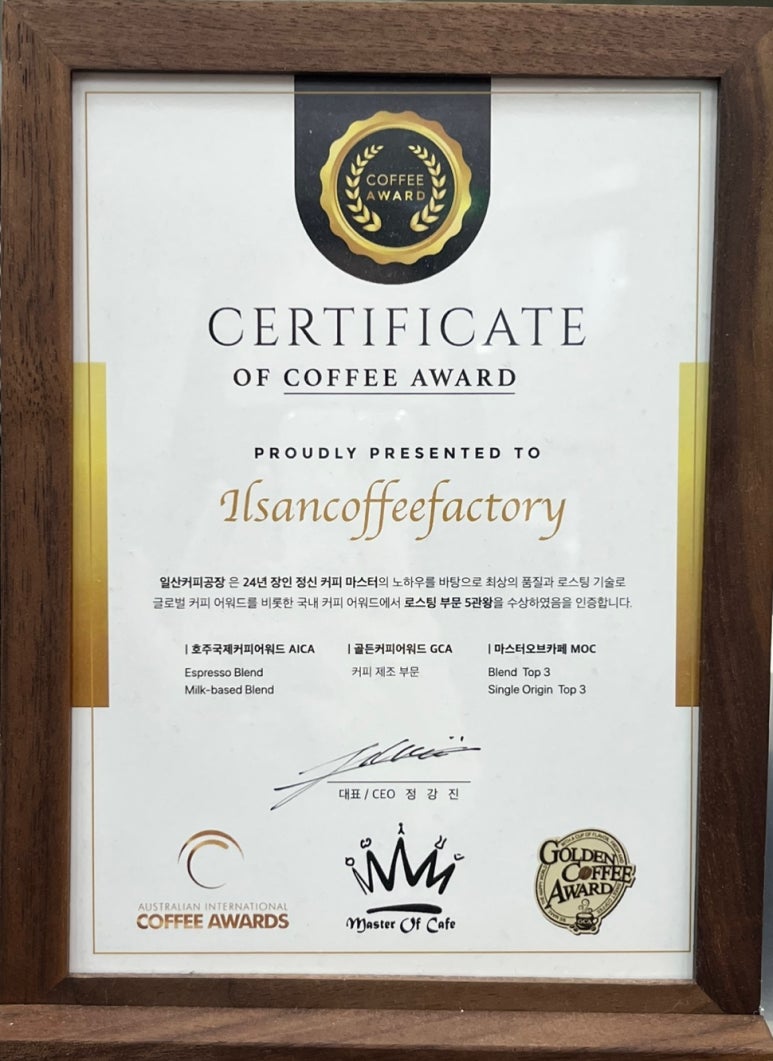 COFFEE
AWARD
CERTIFICATE
OF COFFEE AWARD
PROUDLY PRESENTED TO
Ilsancoffeefactory
일산커피공장 은 24년 장인 정신 커피 마스터의 노하우를 바탕으로 최상의 품질과 로스팅 기술로
글로벌 커피 어워드를 비롯한 국내 커피 어워드에서 로스팅 부문 5관왕을 수상하였음을 인증합니다.
| 호주국제커피어워드 AICA
Espresso Blend
Milk-based Blend
| 골든커피어워드 GCA
커피 제조 부문
| 마스터오브카페 MOC
Blend Top 3
Single Origin Top 3
대표 / CEO 정 강 진
AUSTRALIAN INTERNATIONAL
COFFEE AWARDS
Master Of Cafe
GOLDEN
COFFEE
AWARD